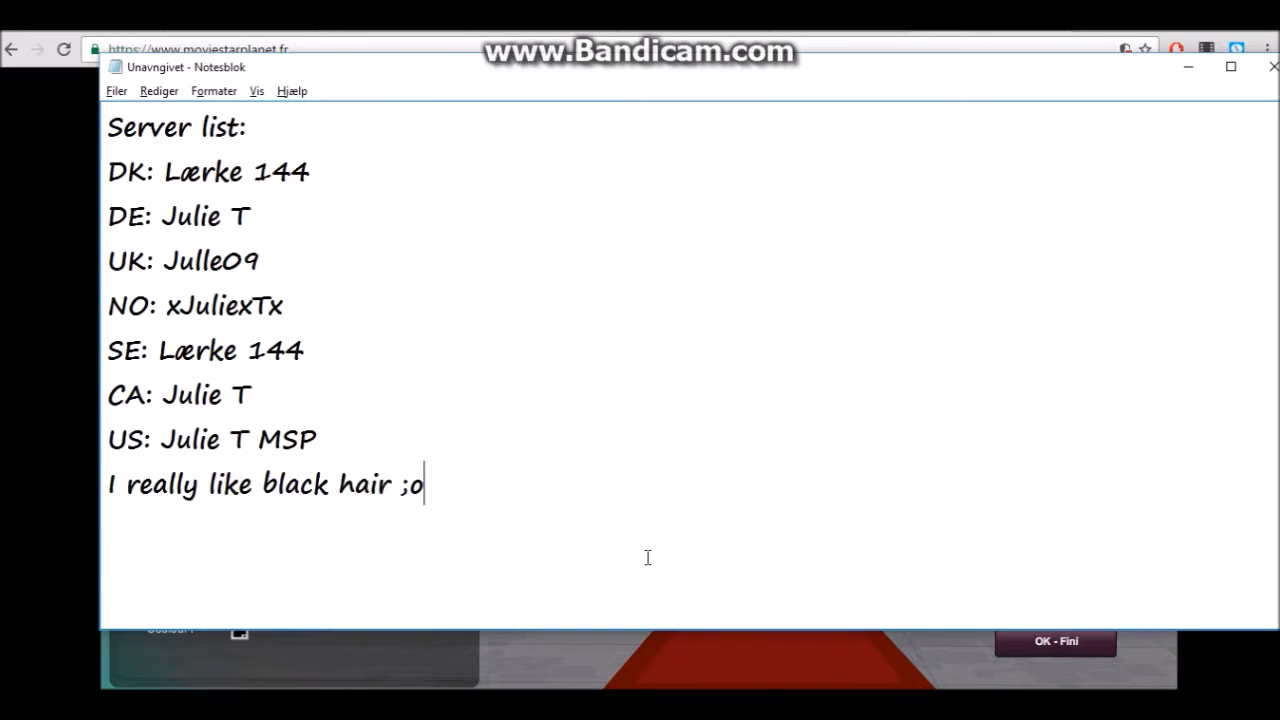 www.Bandicam.com
https://www.moviestarplanet.fr
Unavngivet - Notesblok
Filer Rediger Formater Vis Hjælp
Server list:
DK: Lærke 144
DE: Julie T
UK: Julle09
NO: xJuliexTx
SE: Lærke 144
CA: Julie T
US: Julie T MSP
I really like black hair ;o
OK - Fini